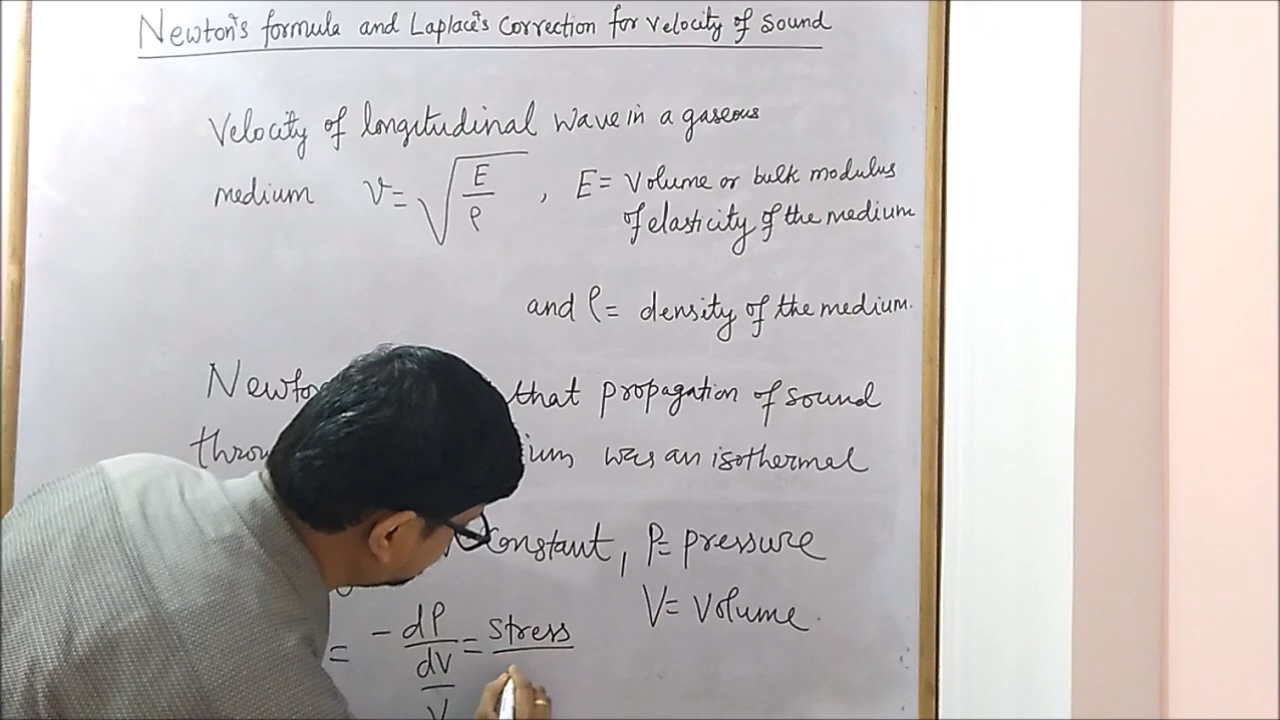 Newton's formula and Laplace's Correction for velocity of sound
Velocity of longitudinal wave in a gaseous
medium v = √(E/ρ) , E = Volume or bulk modulus
of elasticity of the medium
and ρ = density of the medium.
that propagation of sound
was an isothermal
Constant, P = pressure
V = Volume.
= - dP/(dV/V) = Stress